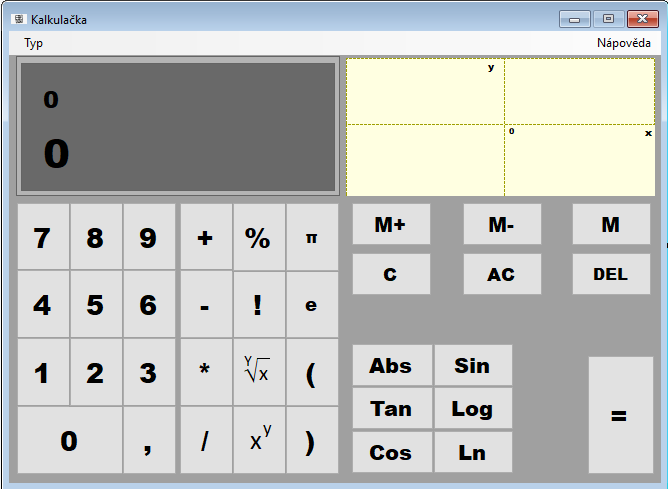 Kalkulačka
Typ Nápověda
0
0
y
0 x
7 8 9 + % π
4 5 6 - ! e
1 2 3 * Y√x (
0 , / xy )
M+ M- M
C AC DEL
Abs Sin
Tan Log
Cos Ln
=